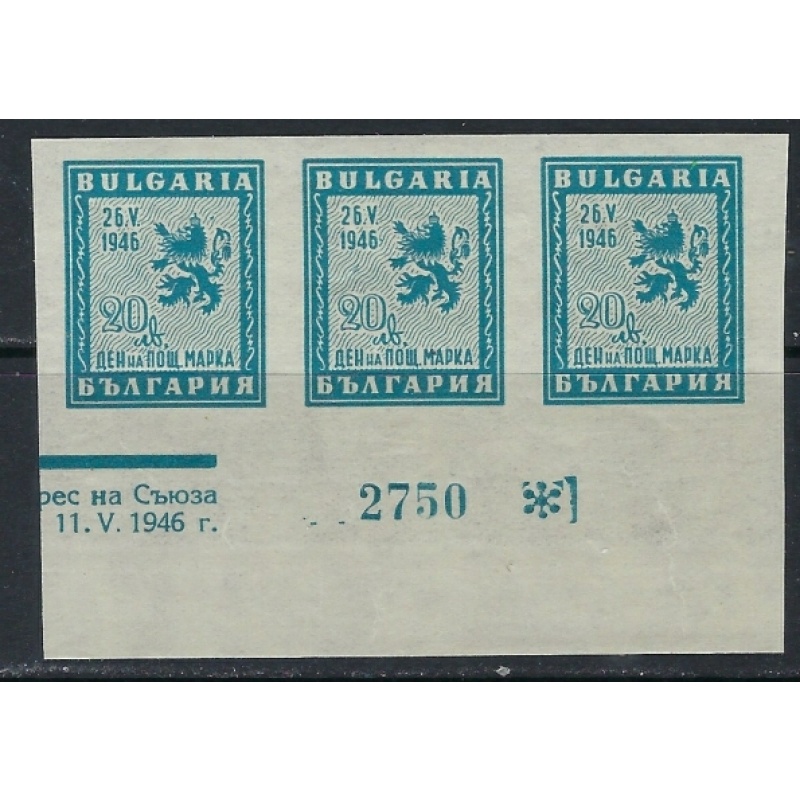 BULGARIA
26.V.
1946
20
лв.
ДЕН НА ПОЩ. МАРКА
БЪЛГАРИЯ
BULGARIA
26.V.
1946
20
лв.
ДЕН НА ПОЩ. МАРКА
БЪЛГАРИЯ
BULGARIA
26.V.
1946
20
лв.
ДЕН НА ПОЩ. МАРКА
БЪЛГАРИЯ
рес на Съюза
11. V. 1946 г.
2750 *]